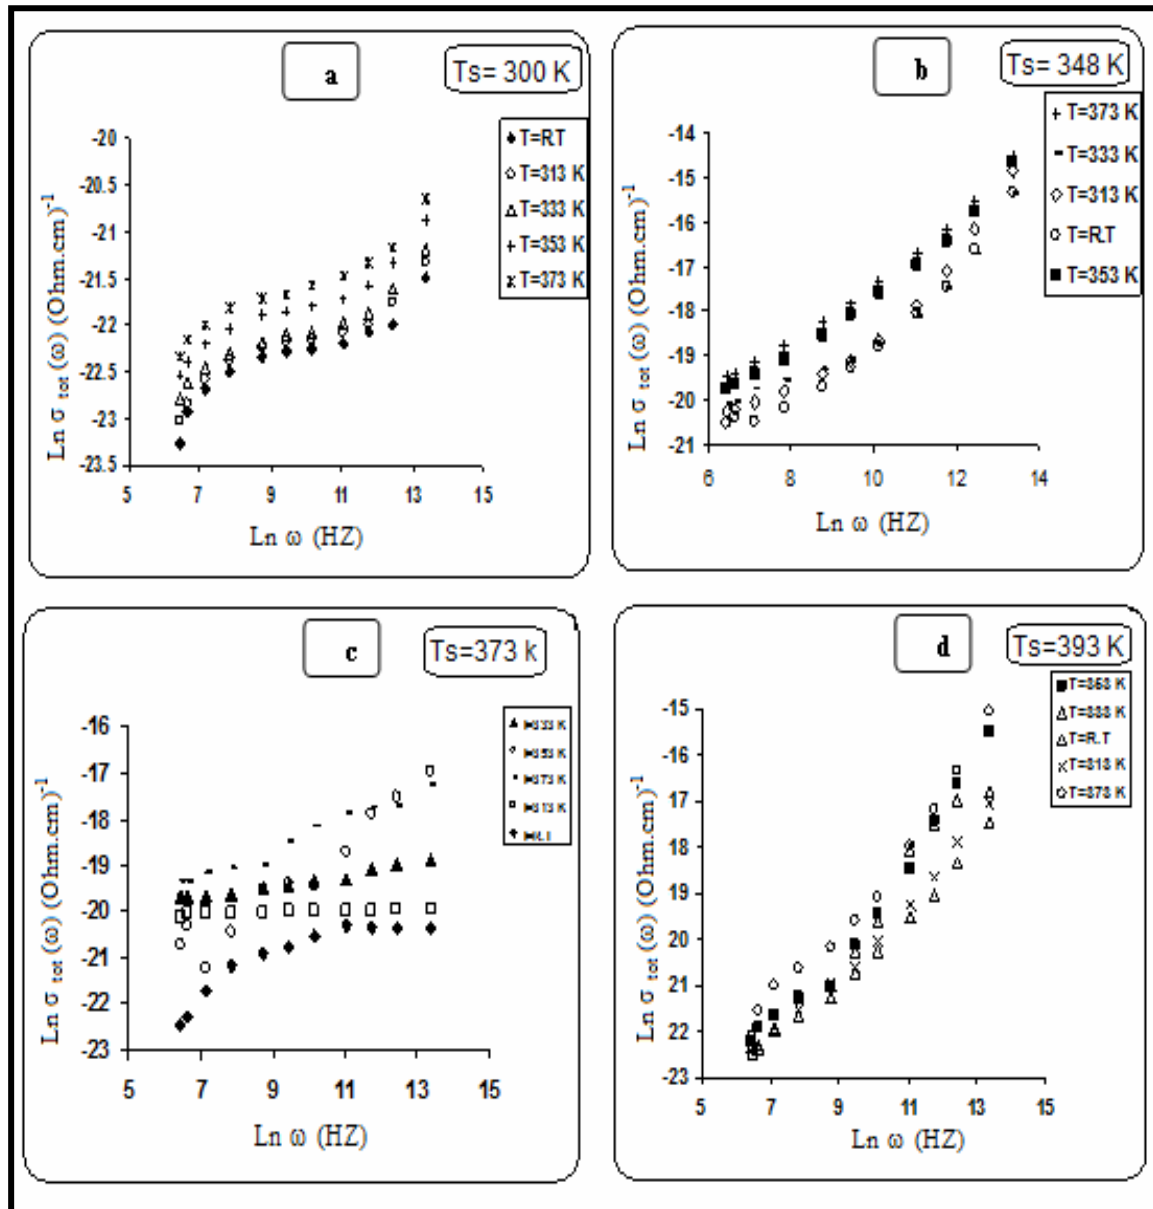 a
Ts= 300 K
-20
-20.5
-21
-21.5
-22
-22.5
-23
-23.5
5
7
9
11
13
15
Ln σ tot (ω) (Ohm.cm)-1
Ln ω (HZ)
T=R.T
T=313 K
T=333 K
T=353 K
T=373 K
b
Ts= 348 K
-14
-15
-16
-17
-18
-19
-20
-21
6
8
10
12
14
Ln σ tot (ω) (Ohm.cm)-1
Ln ω (HZ)
T=373 K
T=333 K
T=313 K
T=R.T
T=353 K
c
Ts=373 k
-16
-17
-18
-19
-20
-21
-22
-23
5
7
9
11
13
15
Ln σ tot (ω) (Ohm.cm)-1
Ln ω (HZ)
d
Ts=393 K
-15
-16
17
-18
19
20
21
22
-23
5
7
9
11
13
15
Ln σ tot (ω) (Ohm.cm)-1
Ln ω (HZ)
T=R.T